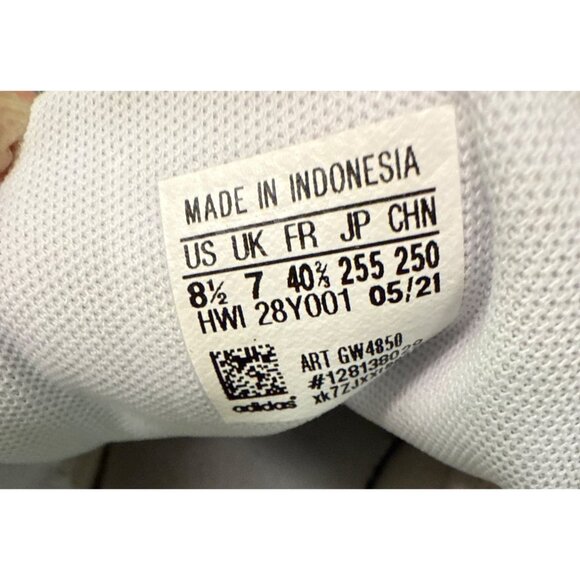 MADE IN INDONESIA
US UK FR JP CHN
8½ 7 40⅔ 255 250
HWI 28Y001 05/21
ART GW4850
adidas